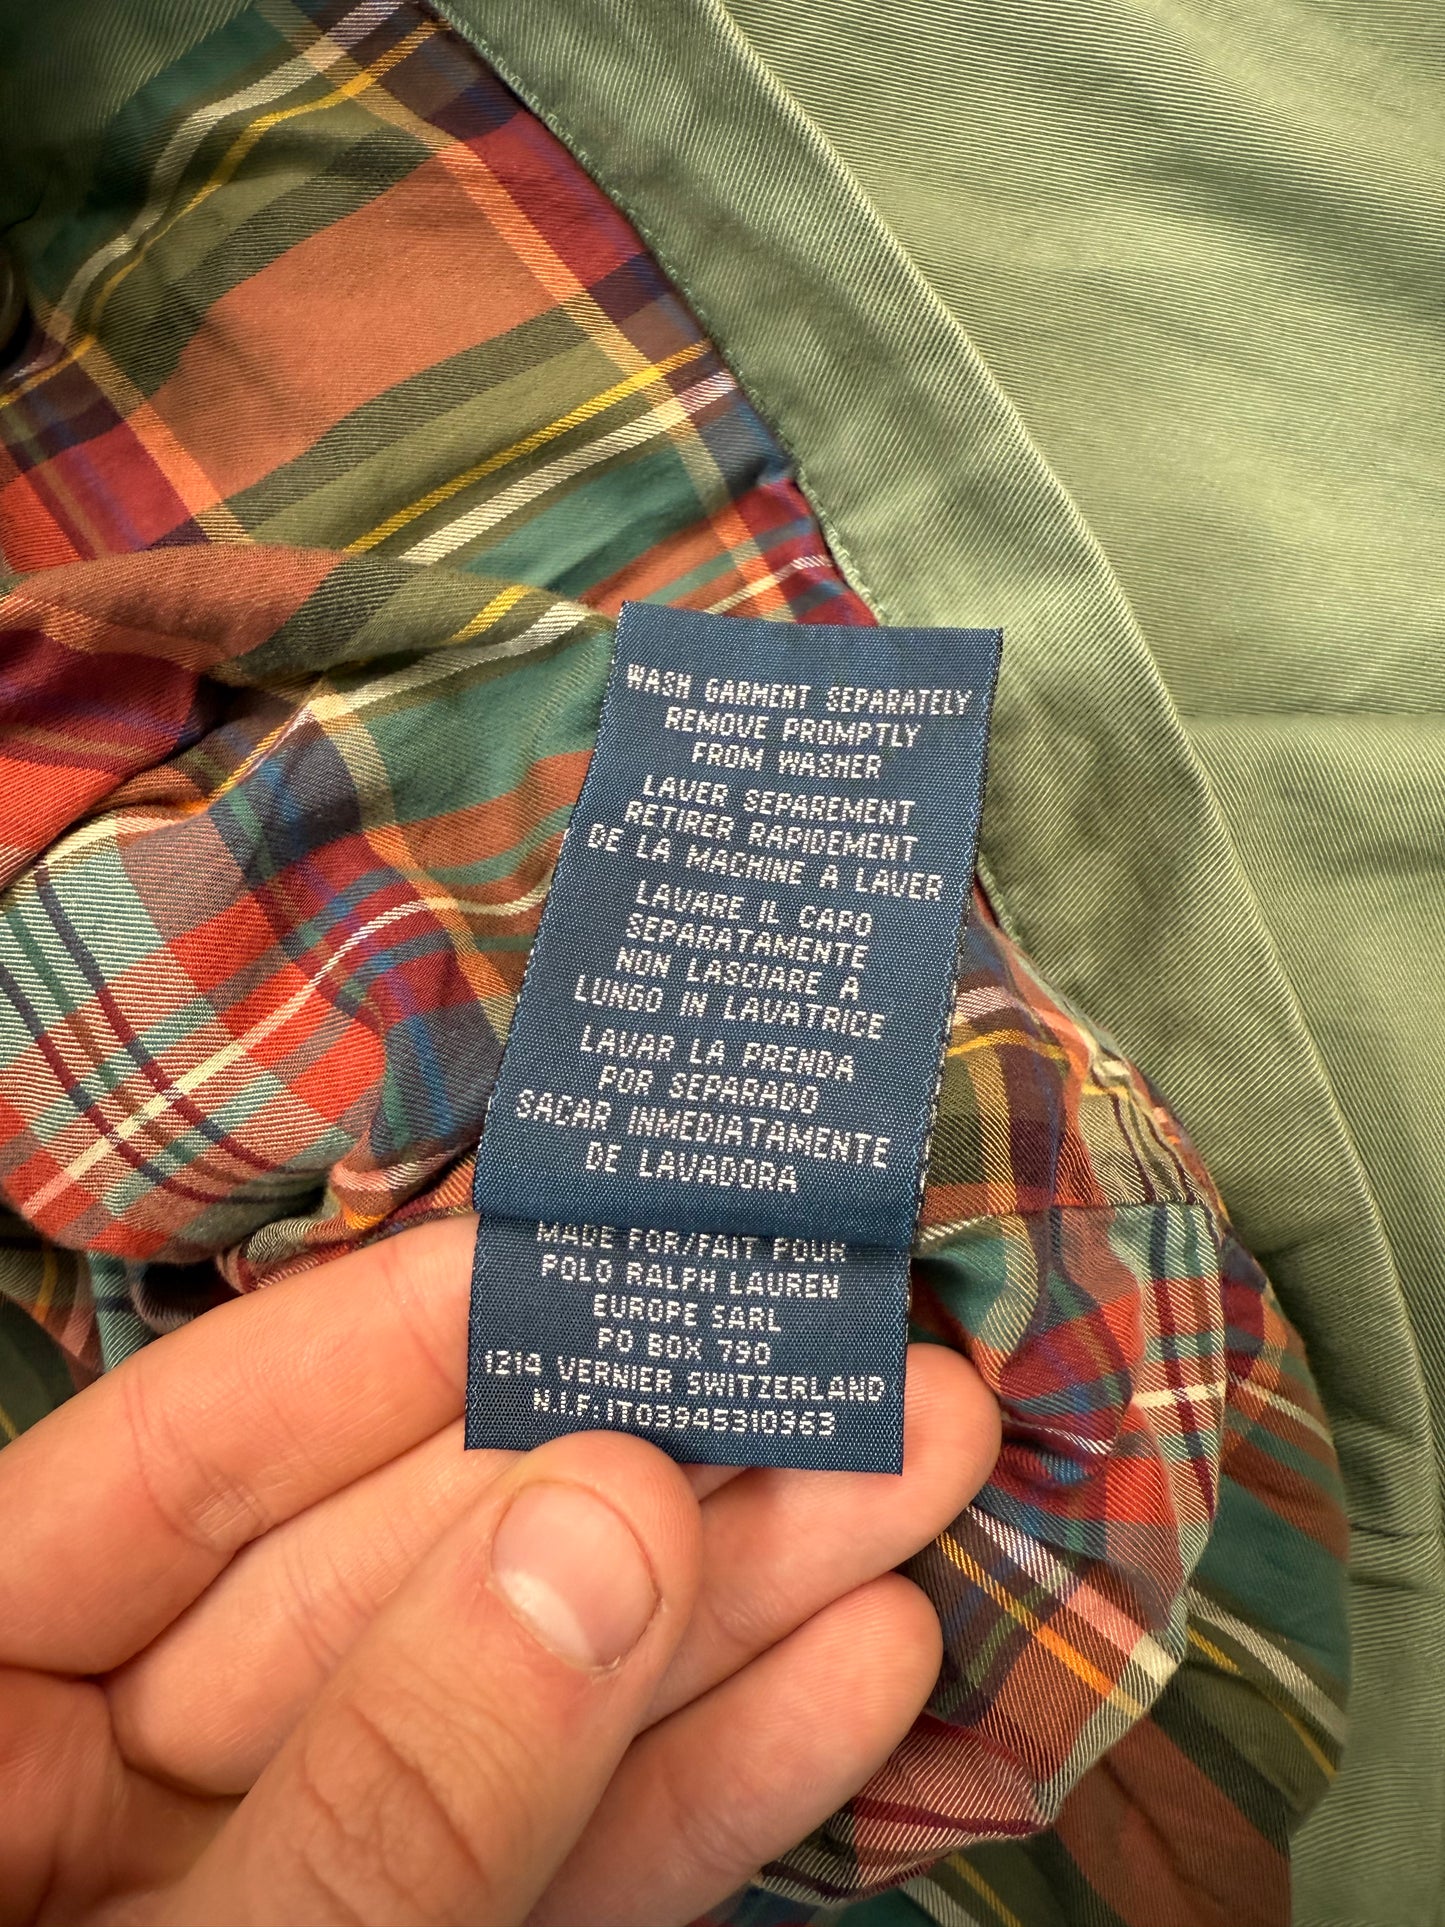 WASH GARMENT SEPARATELY
REMOVE PROMPTLY
FROM WASHER
LAVER SEPAREMENT
RETIRER RAPIDEMENT
DE LA MACHINE A LAVER
LAVARE IL CAPO
SEPARATAMENTE
NON LASCIARE A
LUNGO IN LAVATRICE
LAVAR LA PRENDA
POR SEPARADO
SACAR INMEDIATAMENTE
DE LAVADORA
MADE FOR/FAIT POUR
POLO RALPH LAUREN
EUROPE SARL
PO BOX 790
1214 VERNIER SWITZERLAND
N.I.F:IT03945310363